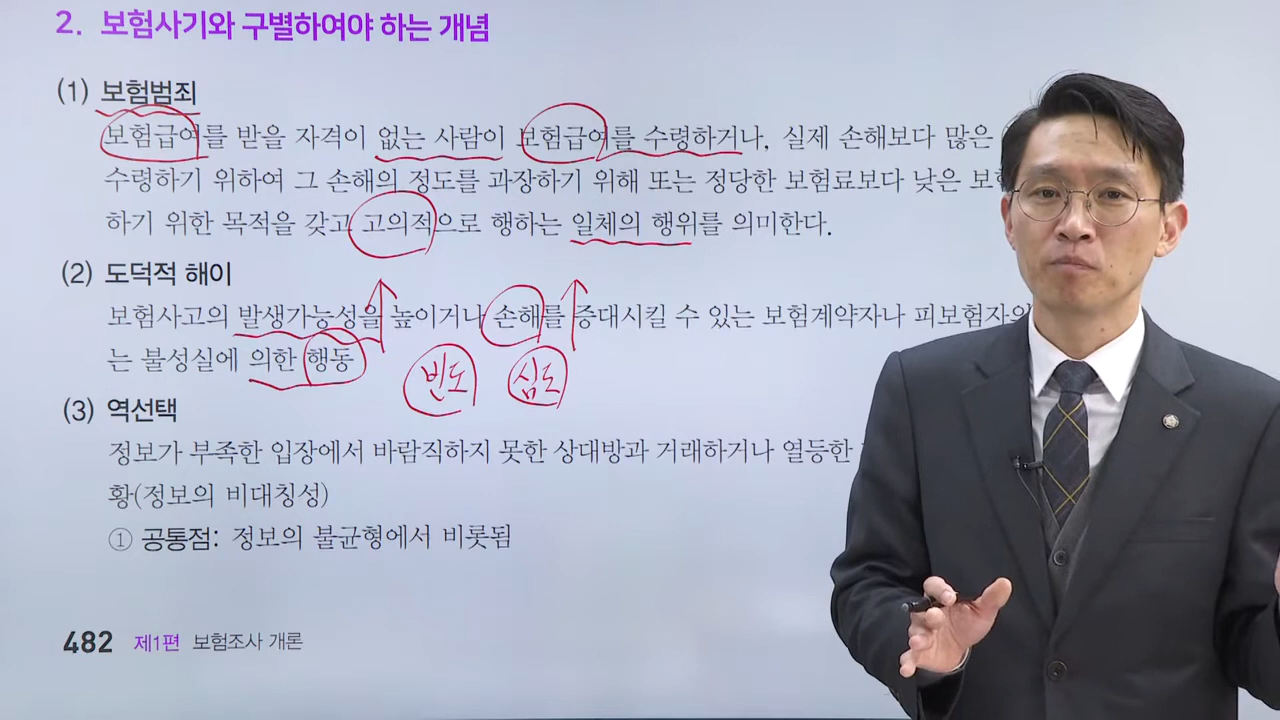 2. 보험사기와 구별하여야 하는 개념
(1) 보험범죄
보험급여를 받을 자격이 없는 사람이 보험급여를 수령하거나, 실제 손해보다 많은
수령하기 위하여 그 손해의 정도를 과장하기 위해 또는 정당한 보험료보다 낮은
하기 위한 목적을 갖고 고의적으로 행하는 일체의 행위를 의미한다.
(2) 도덕적 해이
보험사고의 발생가능성을 높이거나 손해를 증대시킬 수 있는 보험계약자나 피보험자의
는 불성실에 의한 행동
빈도 심도
(3) 역선택
정보가 부족한 입장에서 바람직하지 못한 상대방과 거래하거나 열등한
황(정보의 비대칭성)
① 공통점: 정보의 불균형에서 비롯됨
482 제1편 보험조사 개론